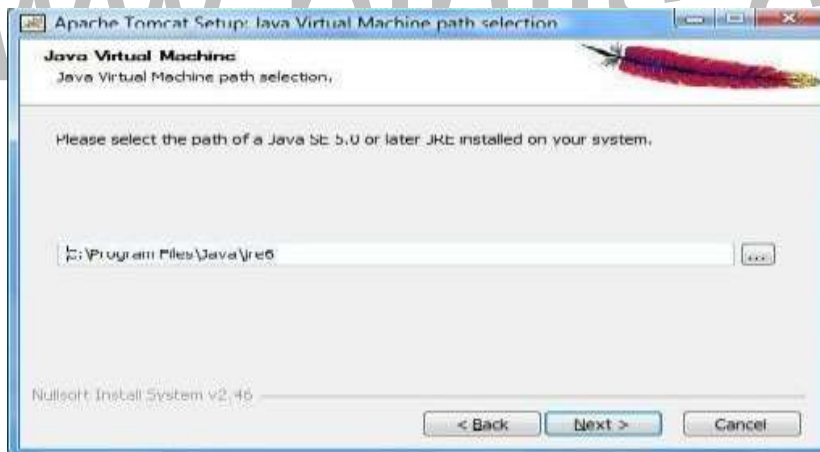 Apache Tomcat Setup: Java Virtual Machine path selection
Java Virtual Machine
Java Virtual Machine path selection.
Please select the path of a Java SE 5.0 or later JRE installed on your system.
C:\Program Files\Java\jre6
...
Nullsoft Install System v2.46
< Back
Next >
Cancel